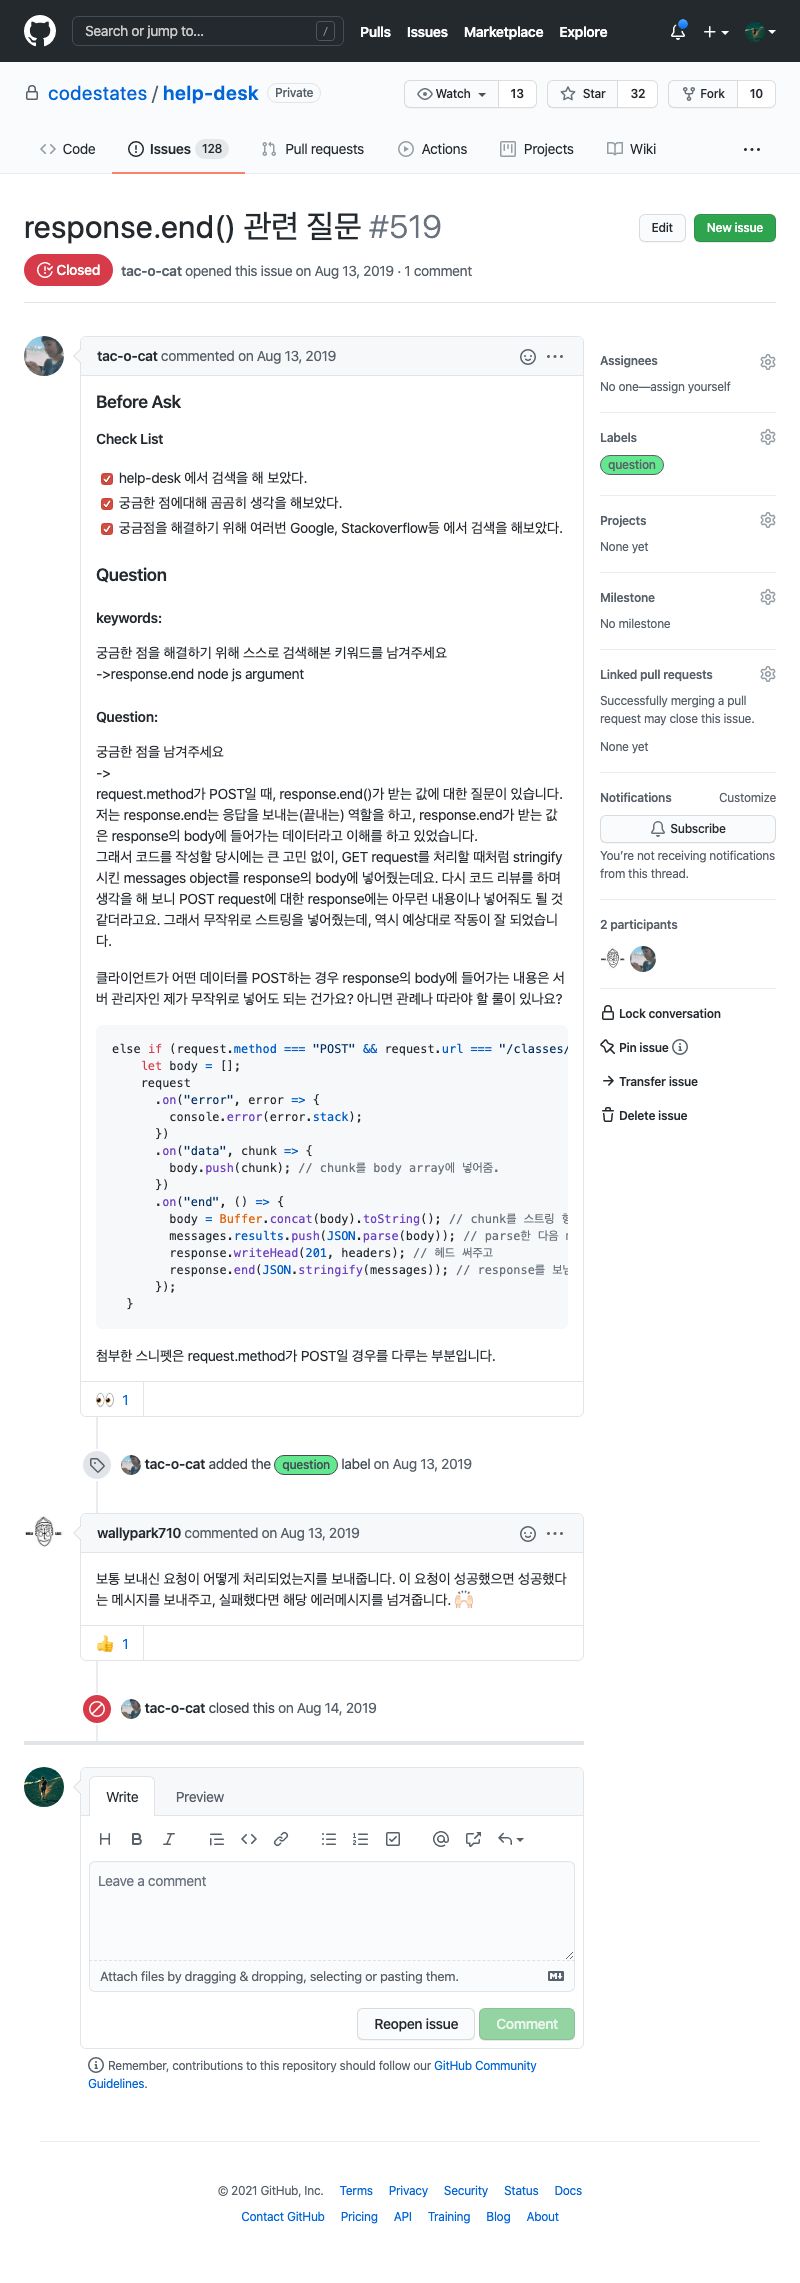 Search or jump to... /
Pulls Issues Marketplace Explore
codestates / help-desk Private
Watch 13 Star 32 Fork 10
Code Issues 128 Pull requests Actions Projects Wiki ...
response.end() 관련 질문 #519
Edit New issue
Closed tac-o-cat opened this issue on Aug 13, 2019 · 1 comment
tac-o-cat commented on Aug 13, 2019
Before Ask
Check List
help-desk 에서 검색을 해 보았다.
궁금한 점에대해 곰곰히 생각을 해보았다.
궁금점을 해결하기 위해 여러번 Google, Stackoverflow등 에서 검색을 해보았다.
Question
keywords:
궁금한 점을 해결하기 위해 스스로 검색해본 키워드를 남겨주세요
->response.end node js argument
Question:
궁금한 점을 남겨주세요
->
request.method가 POST일 때, response.end()가 받는 값에 대한 질문이 있습니다.
저는 response.end는 응답을 보내는(끝내는) 역할을 하고, response.end가 받는 값
은 response의 body에 들어가는 데이터라고 이해를 하고 있었습니다.
그래서 코드를 작성할 당시에는 큰 고민 없이, GET request를 처리할 때처럼 stringify
시킨 messages object를 response의 body에 넣어줬는데요. 다시 코드 리뷰를 하며
생각을 해 보니 POST request에 대한 response에는 아무런 내용이나 넣어줘도 될 것
같더라고요. 그래서 무작위로 스트링을 넣어줬는데, 역시 예상대로 작동이 잘 되었습니
다.
클라이언트가 어떤 데이터를 POST하는 경우 response의 body에 들어가는 내용은 서
버 관리자인 제가 무작위로 넣어도 되는 건가요? 아니면 관례나 따라야 할 룰이 있나요?
else if (request.method === "POST" && request.url === "/classes/
let body = [];
request
.on("error", error => {
console.error(error.stack);
})
.on("data", chunk => {
body.push(chunk); // chunk를 body array에 넣어줌.
})
.on("end", () => {
body = Buffer.concat(body).toString(); // chunk를 스트링 형
messages.results.push(JSON.parse(body)); // parse한 다음
response.writeHead(201, headers); // 헤드 써주고
response.end(JSON.stringify(messages)); // response를 보냄
});
}
첨부한 스니펫은 request.method가 POST일 경우를 다루는 부분입니다.
👀 1
tac-o-cat added the question label on Aug 13, 2019
wallypark710 commented on Aug 13, 2019
보통 보내신 요청이 어떻게 처리되었는지를 보내줍니다. 이 요청이 성공했으면 성공했다
는 메시지를 보내주고, 실패했다면 해당 에러메시지를 넘겨줍니다. 🙌🏻
👍 1
tac-o-cat closed this on Aug 14, 2019
Write Preview
H B I
Leave a comment
Attach files by dragging & dropping, selecting or pasting them.
Reopen issue Comment
Remember, contributions to this repository should follow our GitHub Community
Guidelines.
Assignees
No one—assign yourself
Labels
question
Projects
None yet
Milestone
No milestone
Linked pull requests
Successfully merging a pull
request may close this issue.
None yet
Notifications Customize
Subscribe
You're not receiving notifications
from this thread.
2 participants
Lock conversation
Pin issue
Transfer issue
Delete issue
© 2021 GitHub, Inc. Terms Privacy Security Status Docs
Contact GitHub Pricing API Training Blog About